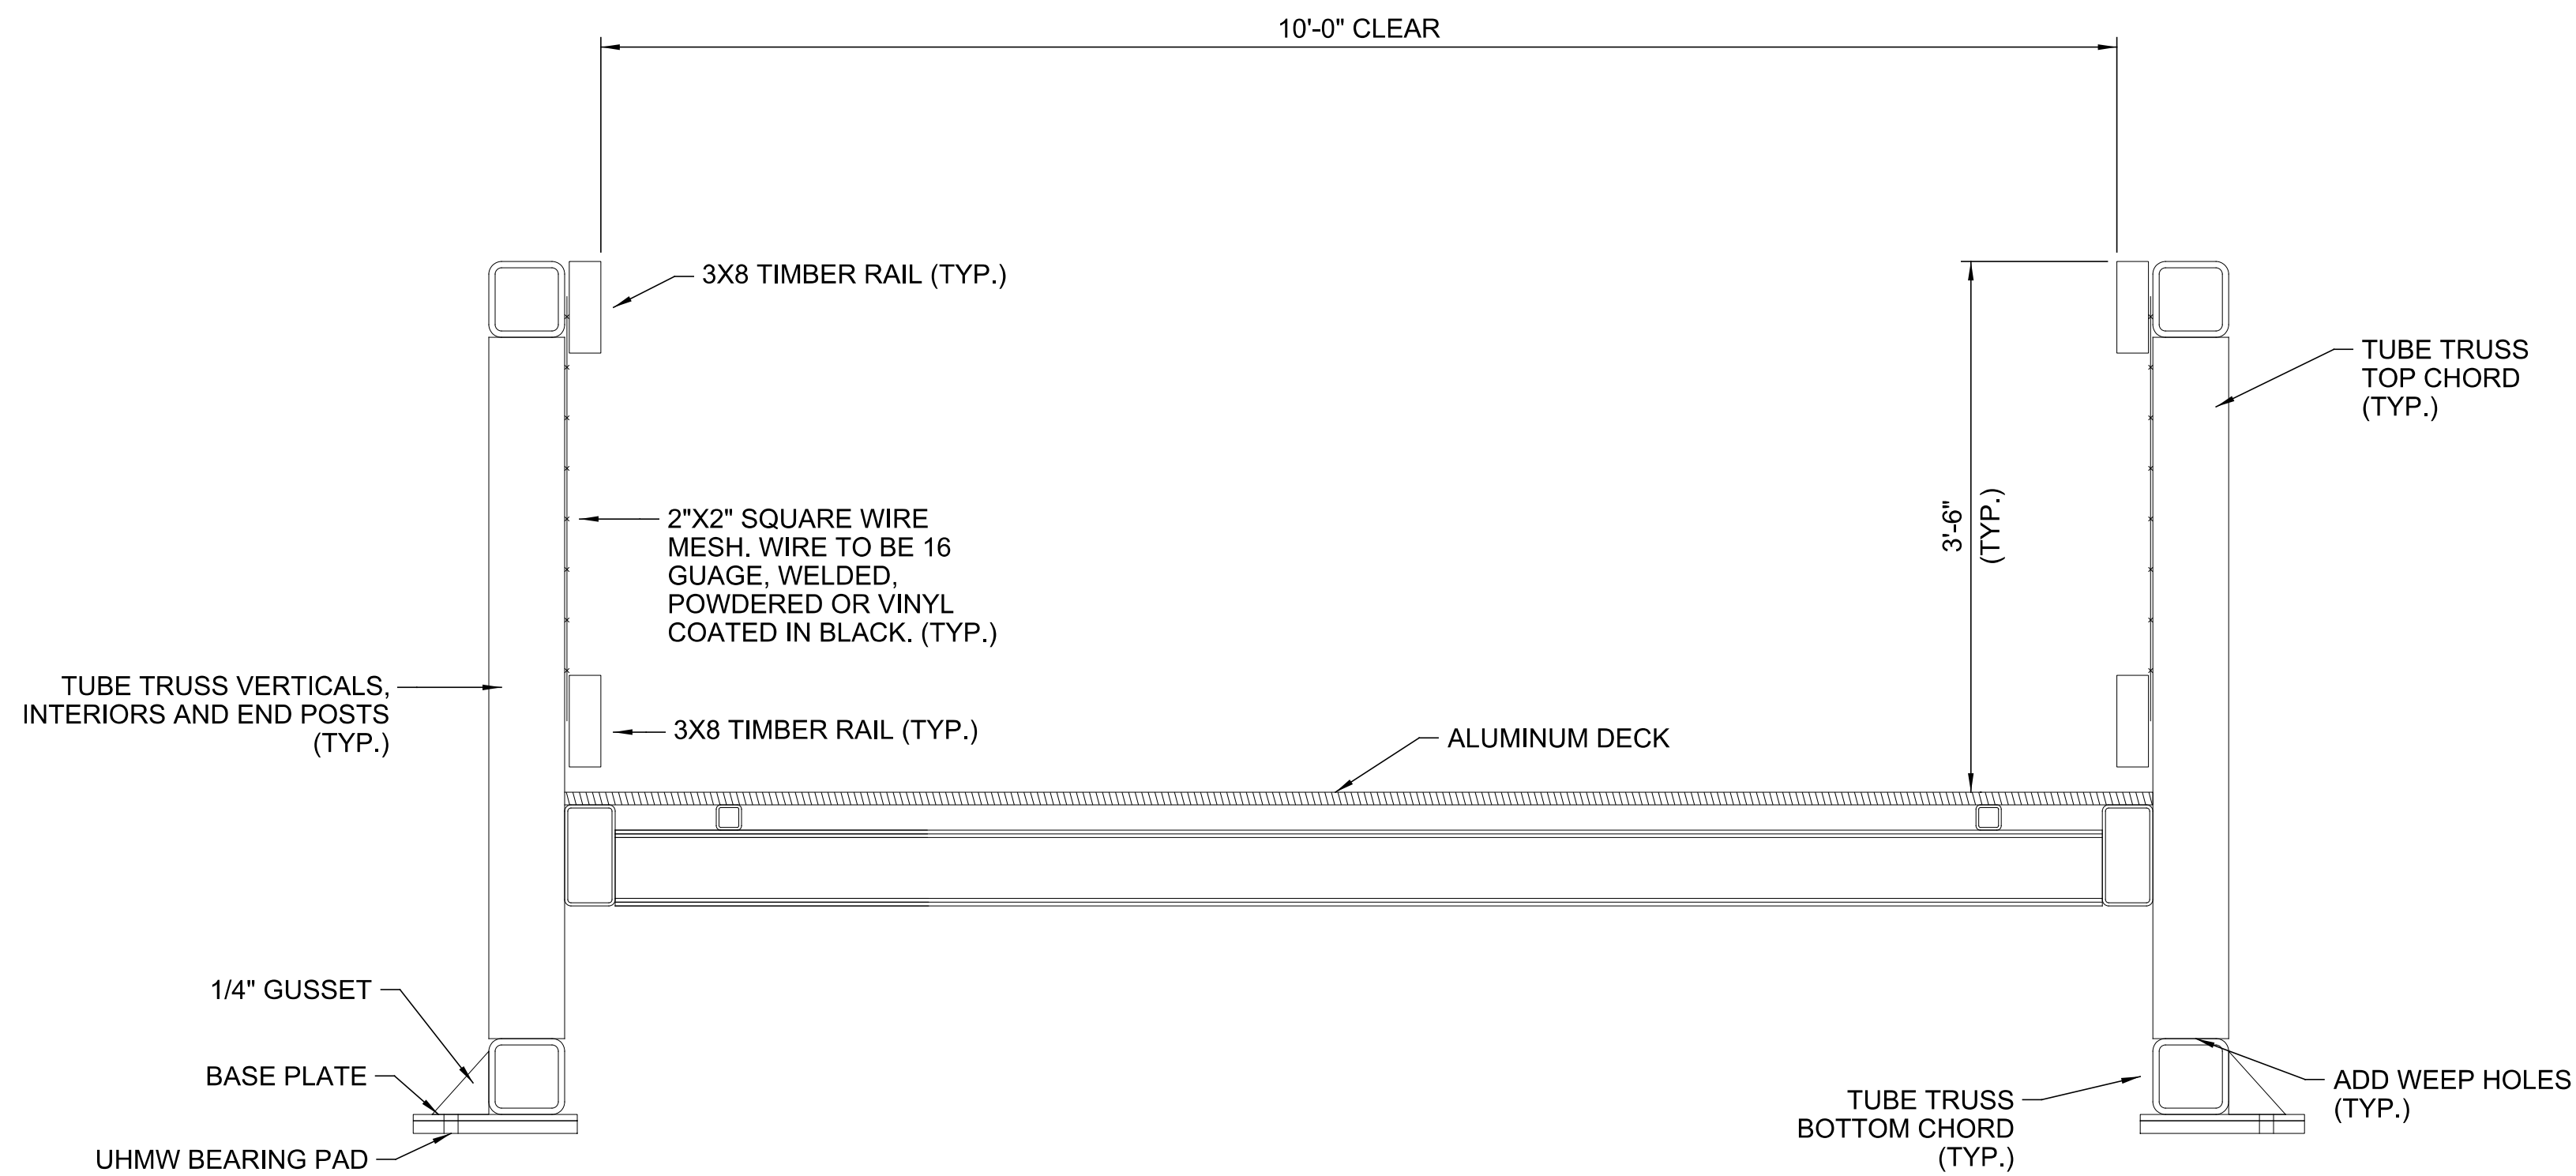 10'-0" CLEAR
3X8 TIMBER RAIL (TYP.)
TUBE TRUSS
TOP CHORD
(TYP.)
2"X2" SQUARE WIRE
MESH. WIRE TO BE 16
GUAGE, WELDED,
POWDERED OR VINYL
COATED IN BLACK. (TYP.)
3'-6"
(TYP.)
TUBE TRUSS VERTICALS,
INTERIORS AND END POSTS
(TYP.)
3X8 TIMBER RAIL (TYP.)
ALUMINUM DECK
1/4" GUSSET
BASE PLATE
UHMW BEARING PAD
TUBE TRUSS
BOTTOM CHORD
(TYP.)
ADD WEEP HOLES
(TYP.)